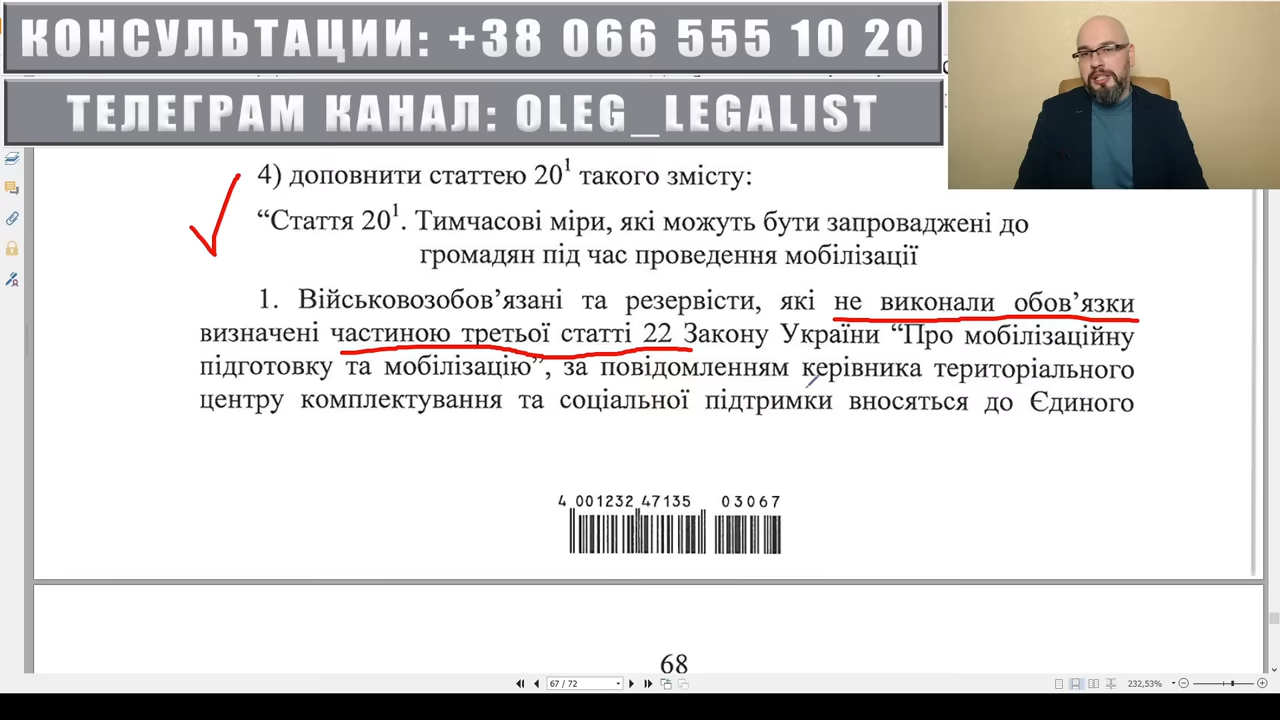 КОНСУЛЬТАЦИИ: +38 066 555 10 20
ТЕЛЕГРАМ КАНАЛ: OLEG_LEGALIST
4) доповнити статтею 20¹ такого змісту:
“Стаття 20¹. Тимчасові міри, які можуть бути запроваджені до
громадян під час проведення мобілізації
1. Військовозобов’язані та резервісти, які не виконали обов’язки
визначені частиною третьої статті 22 Закону України “Про мобілізаційну
підготовку та мобілізацію”, за повідомленням керівника територіального
центру комплектування та соціальної підтримки вносяться до Єдиного
4 001232 47135 03067
68
67 / 72
232,53%